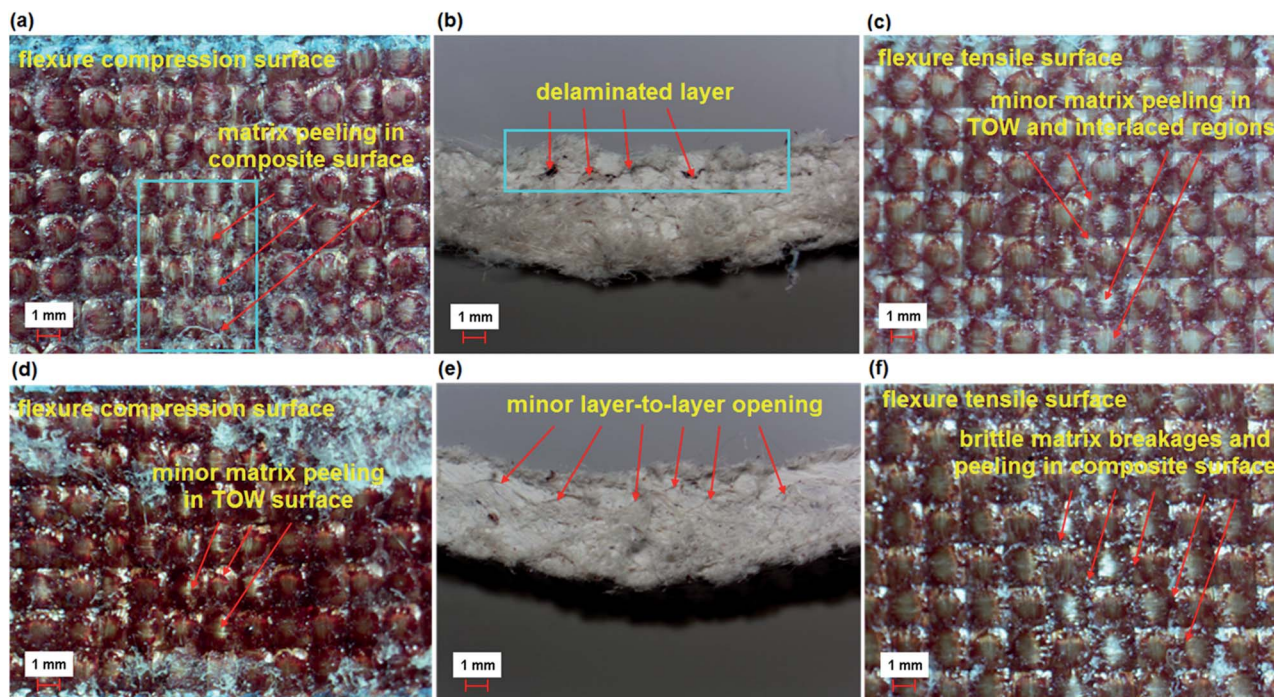 (a)
flexure compression surface
matrix peeling in
composite surface
1 mm
(b)
delaminated layer
1 mm
(c)
flexure tensile surface
minor matrix peeling in
TOW and interlaced regions
1 mm
(d)
flexure compression surface
minor matrix peeling
in TOW surface
1 mm
(e)
minor layer-to-layer opening
1 mm
(f)
flexure tensile surface
brittle matrix breakages and
peeling in composite surface
1 mm